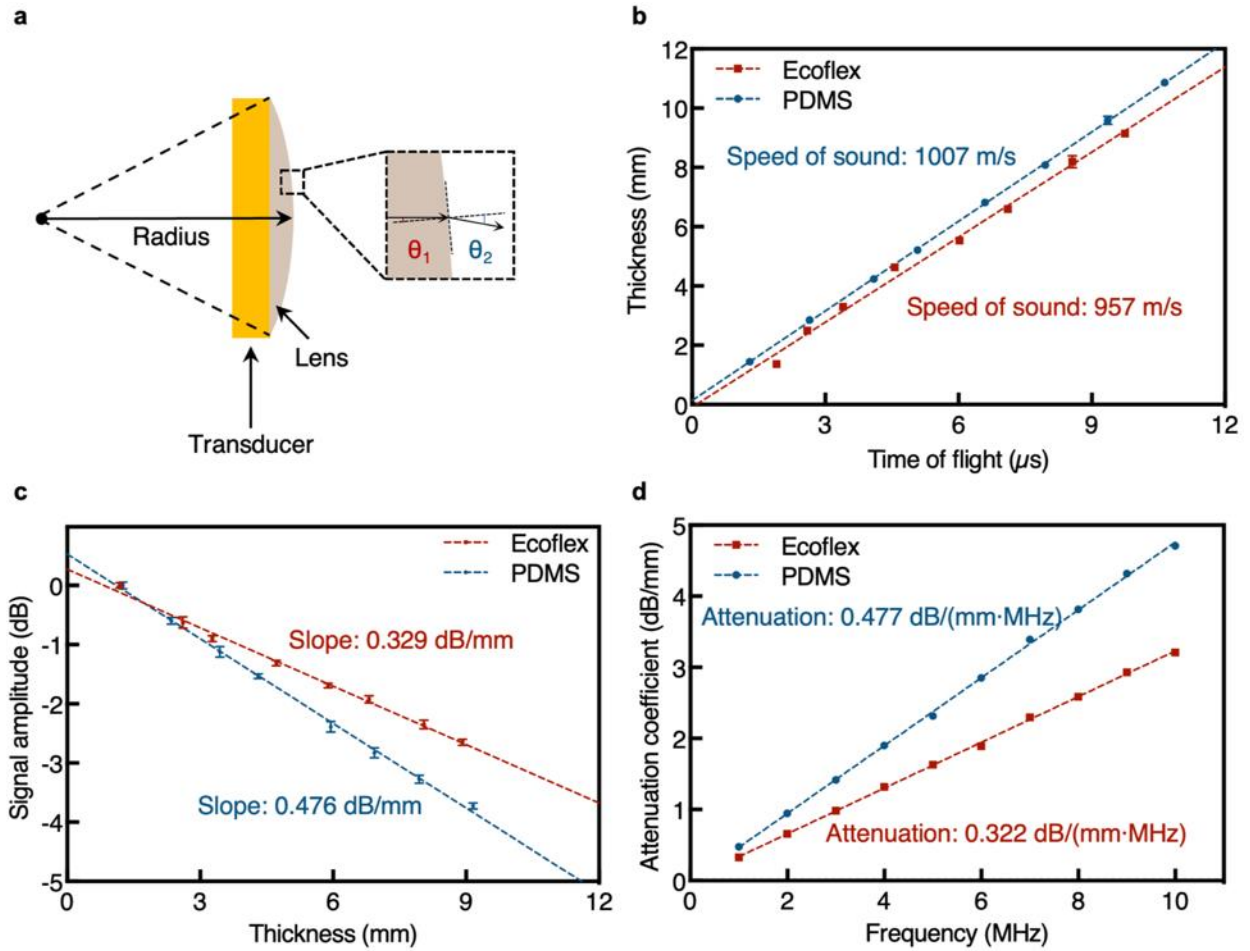 a
Radius
Lens
Transducer
θ1
θ2
b
12
10
8
6
4
2
0
Thickness (mm)
Ecoflex
PDMS
Speed of sound: 1007 m/s
Speed of sound: 957 m/s
0 3 6 9 12
Time of flight (µs)
c
0
-1
-2
-3
-4
-5
Signal amplitude (dB)
Ecoflex
PDMS
Slope: 0.329 dB/mm
Slope: 0.476 dB/mm
0 3 6 9 12
Thickness (mm)
d
5
4
3
2
1
0
Attenuation coefficient (dB/mm)
Ecoflex
PDMS
Attenuation: 0.477 dB/(mm·MHz)
Attenuation: 0.322 dB/(mm·MHz)
0 2 4 6 8 10
Frequency (MHz)